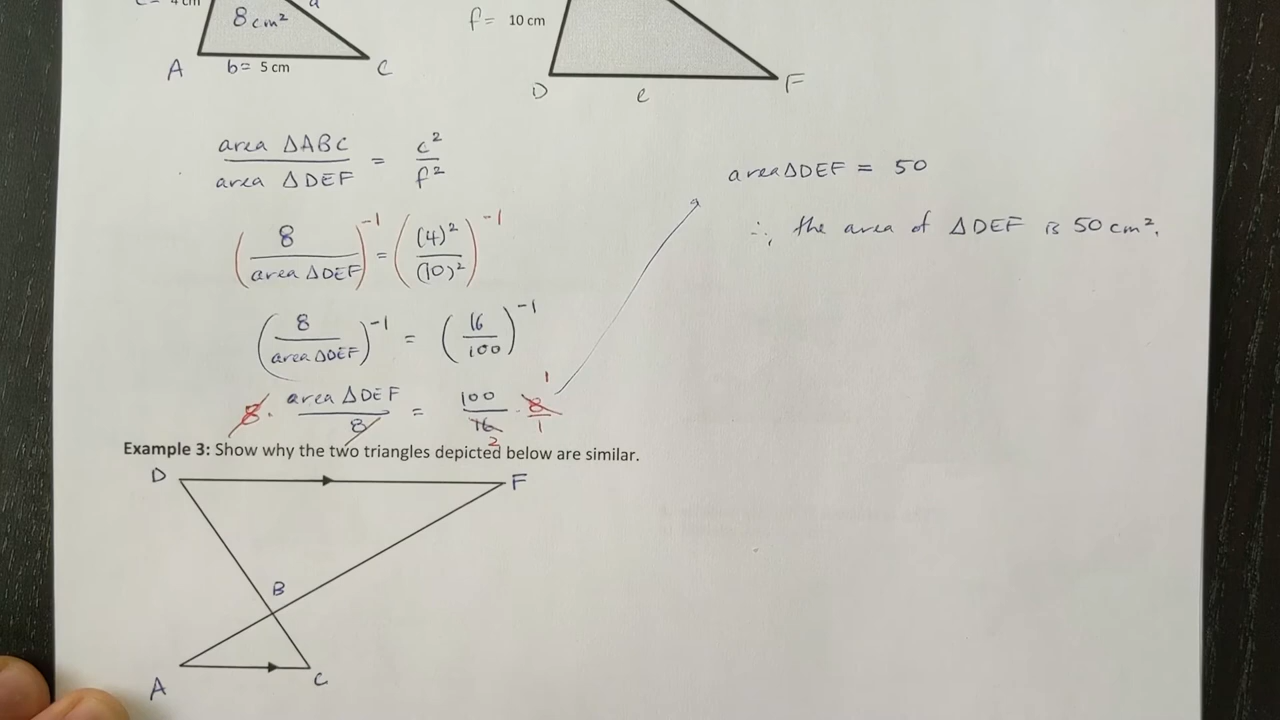 c= 4 cm a
8 cm²
f= 10 cm
A b= 5 cm C
D e F
area ΔABC / area ΔDEF = c² / f²
(8 / area ΔDEF)⁻¹ = ((4)² / (10)²)⁻¹
(8 / area ΔDEF)⁻¹ = (16 / 100)⁻¹
8 · area ΔDEF / 8 = 100 / 16 2 · 8 1 / 1
area ΔDEF = 50
∴, the area of ΔDEF is 50 cm².
Example 3: Show why the two triangles depicted below are similar.
D F
B
A C